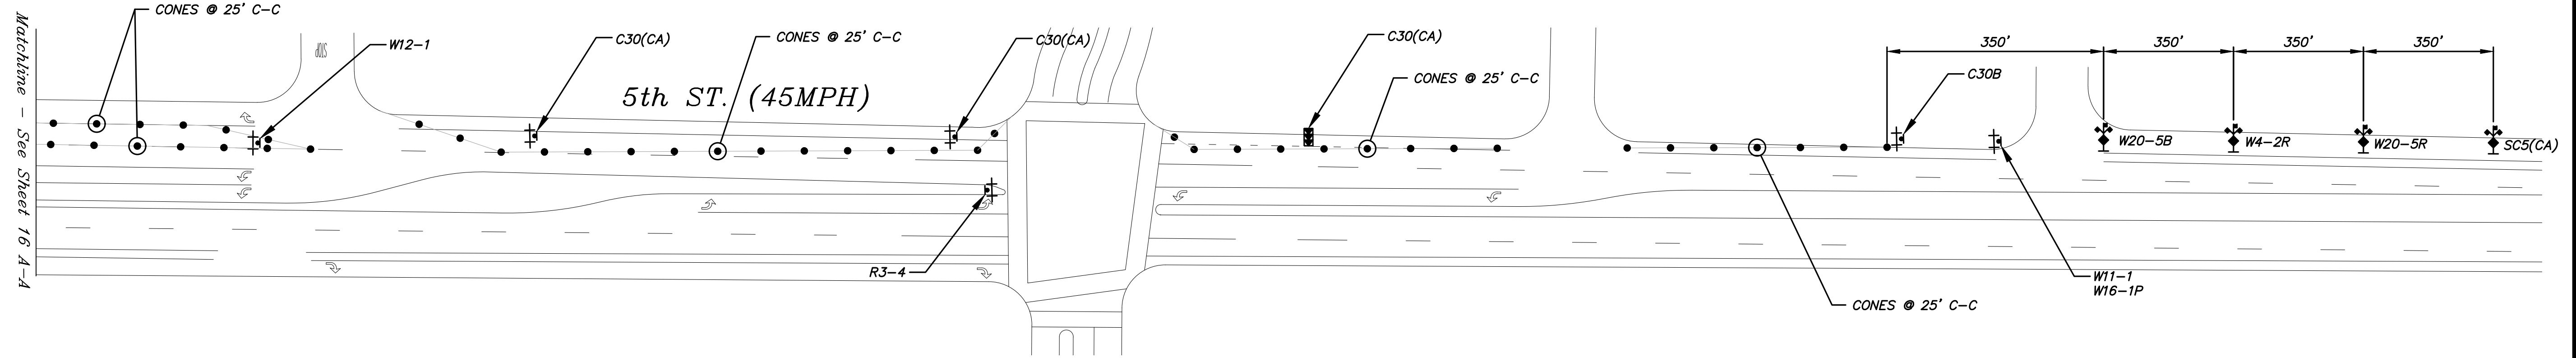 Matchline - See Sheet 16 A-A
CONES @ 25' C-C
STOP
W12-1
C30(CA)
5th ST. (45MPH)
CONES @ 25' C-C
C30(CA)
R3-4
C30(CA)
CONES @ 25' C-C
CONES @ 25' C-C
C30B
W11-1
W16-1P
350'
350'
350'
350'
W20-5B
W4-2R
W20-5R
SC5(CA)